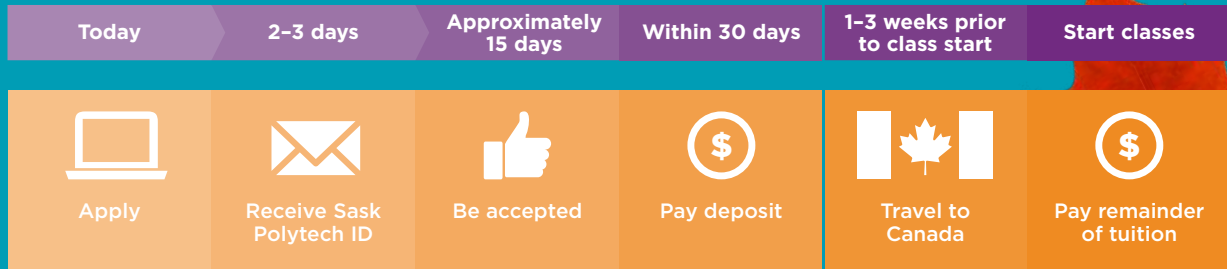 Today
2–3 days
Approximately
15 days
Within 30 days
1–3 weeks prior
to class start
Start classes
$
$
Apply
Receive Sask
Polytech ID
Be accepted
Pay deposit
Travel to
Canada
Pay remainder
of tuition